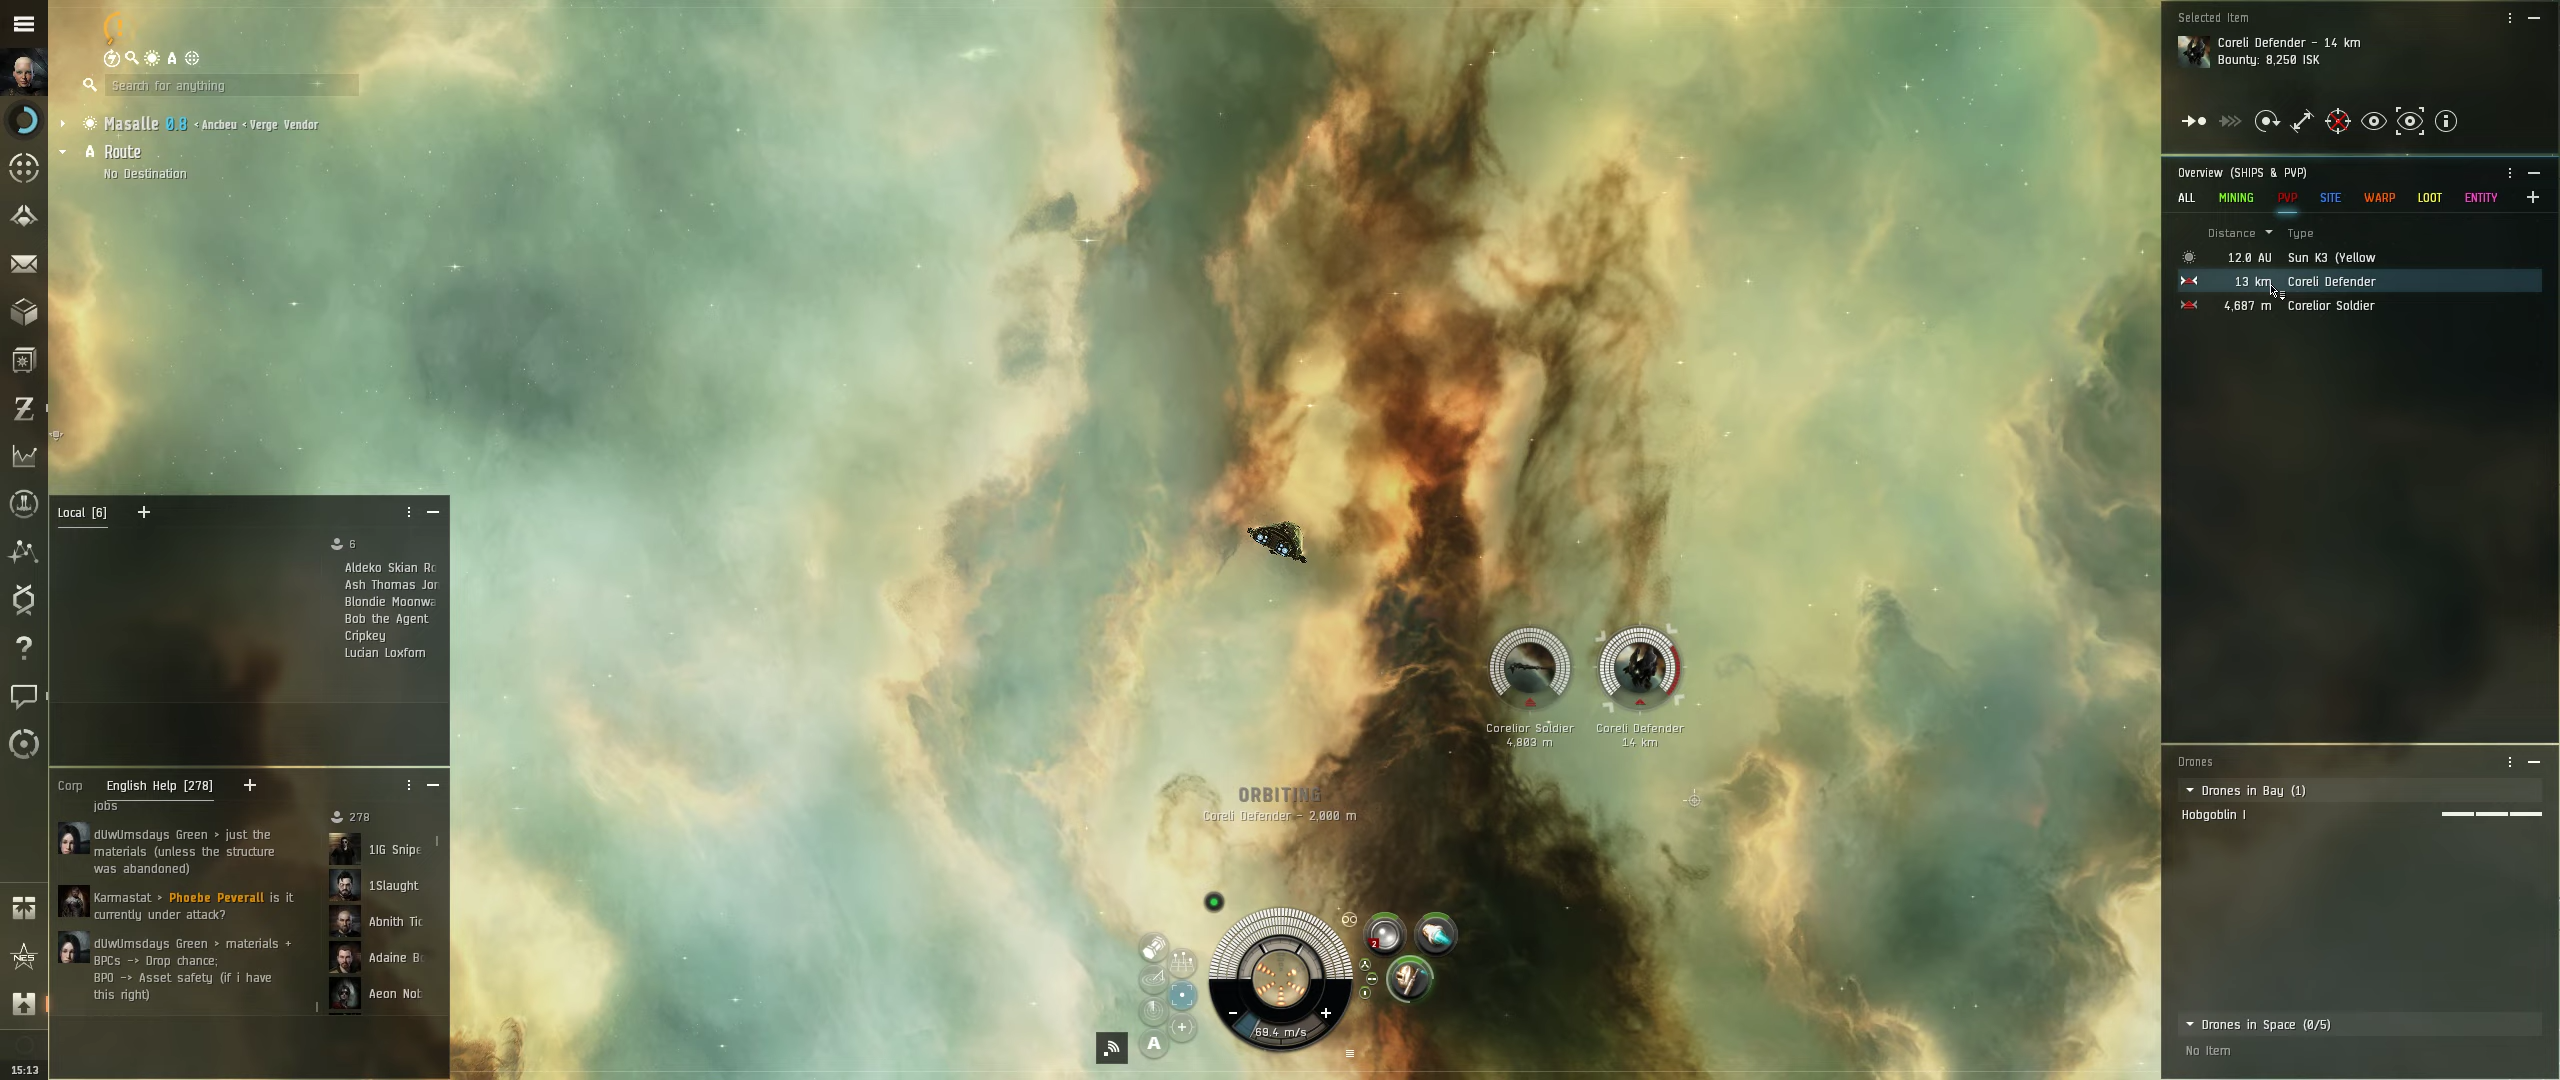 Search for anything
Masalle 0.8 < Ancbeu < Verge Vendor
A Route
No Destination
Local [6]
6
Aldeko Skian Ro
Ash Thomas Jon
Blondie Moonwa
Bob the Agent
Cripkey
Lucian Loxfom
Corp English Help [278]
278
jobs
dUwUmsdays Green > just the
materials (unless the structure
was abandoned)
Karmastat > Phoebe Peverall is it
currently under attack?
dUwUmsdays Green > materials +
BPCs -> Drop chance;
BPO -> Asset safety (if i have
this right)
1IG Snipe
1Slaught
Abnith Tic
Adaine B
Aeon Nob
NES
15:13
Corelior Soldier
4,803 m
Coreli Defender
14 km
ORBITING
Coreli Defender - 2,000 m
2
69.4 m/s
A
Selected Item
Coreli Defender - 14 km
Bounty: 8,250 ISK
Overview (SHIPS & PVP)
ALL MINING PVP SITE WARP LOOT ENTITY
Distance Type
12.0 AU Sun K3 (Yellow
13 km Coreli Defender
4,687 m Corelior Soldier
Drones
Drones in Bay (1)
Hobgoblin I
Drones in Space (0/5)
No Item